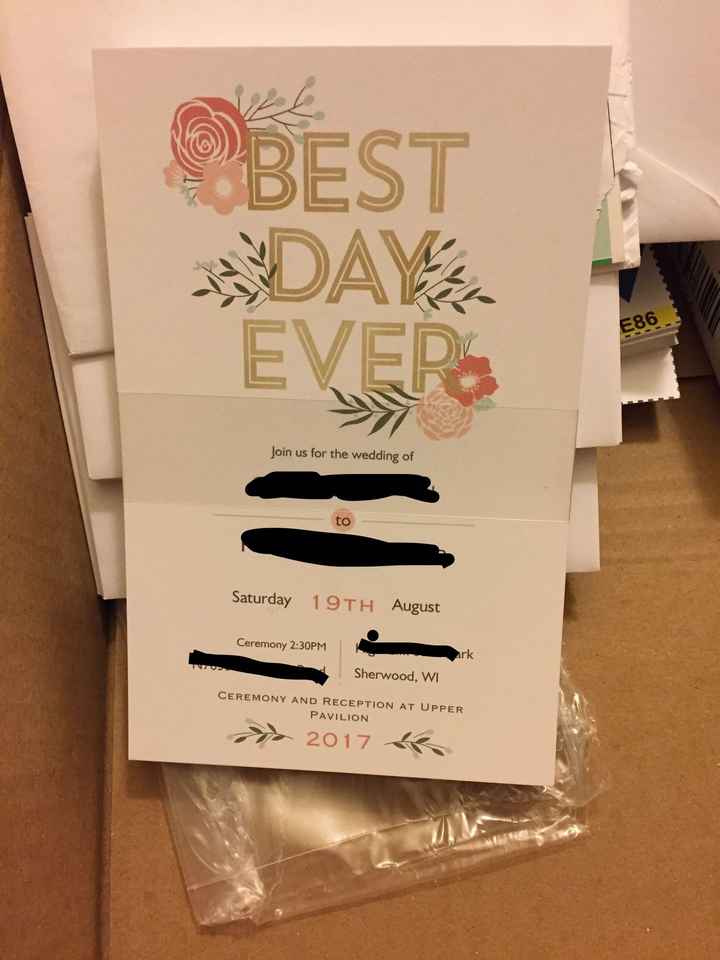 BEST
DAY
EVER
Join us for the wedding of
to
Saturday 19TH August
Ceremony 2:30PM
Sherwood, WI
CEREMONY AND RECEPTION AT UPPER
PAVILION
2017
E86